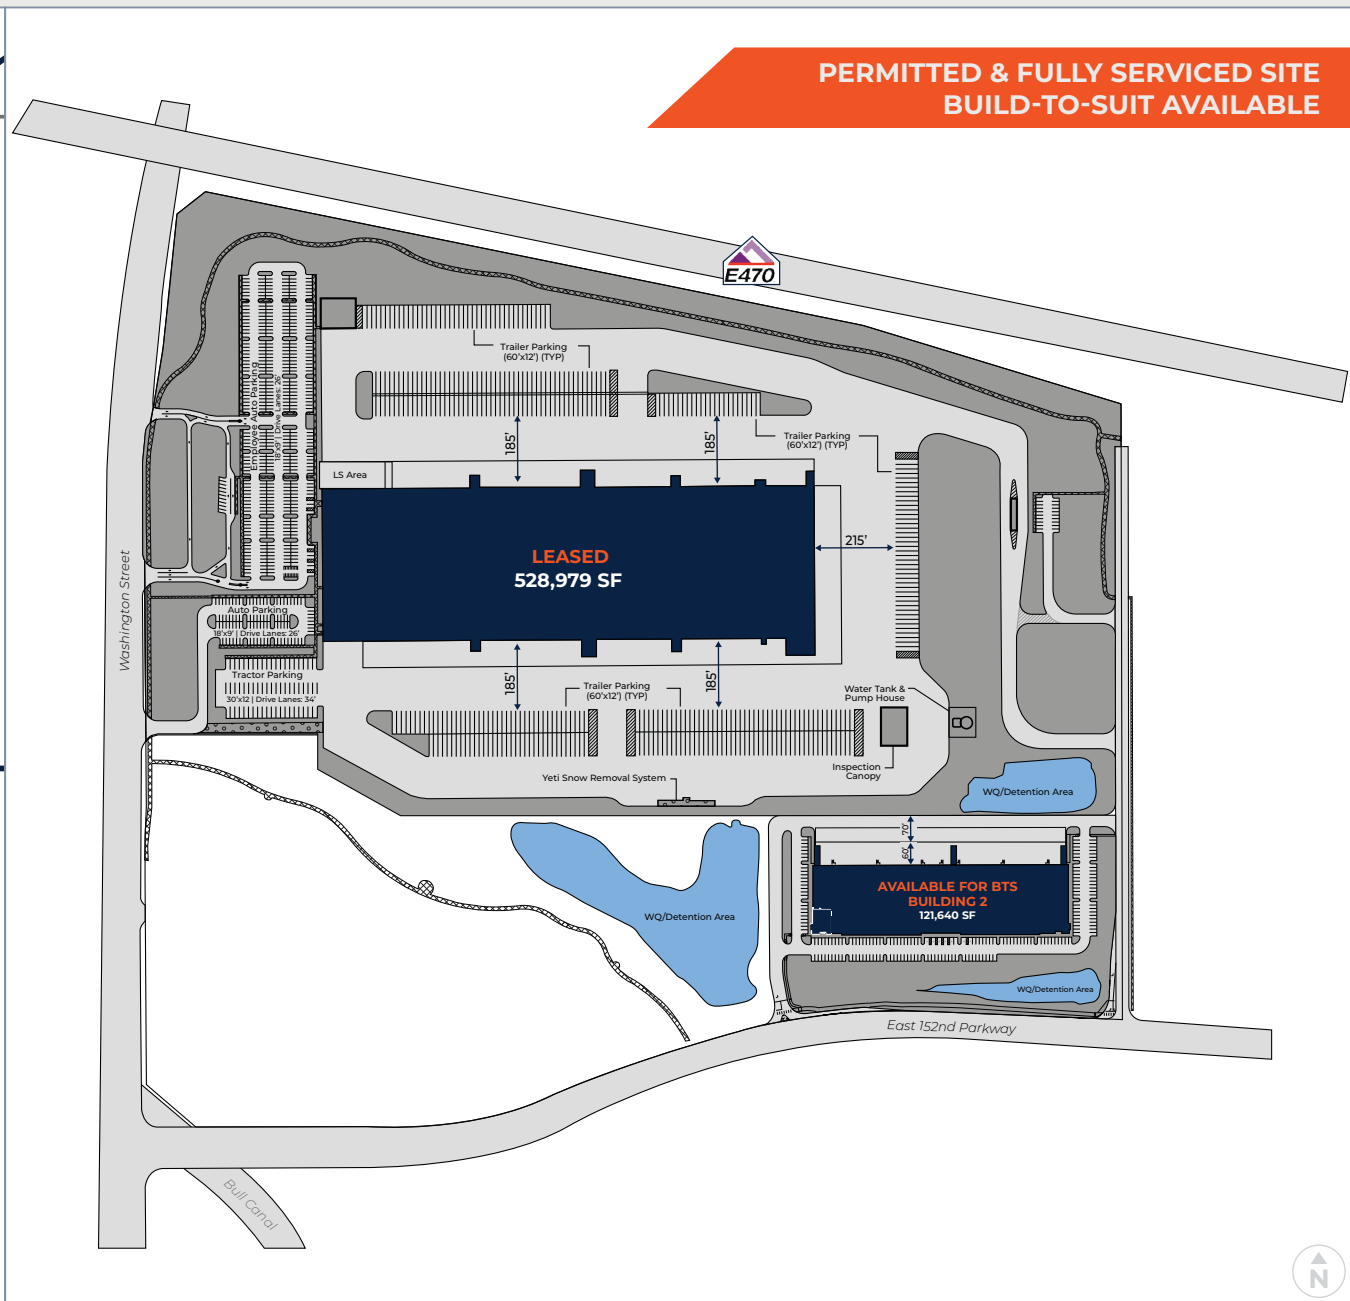 PERMITTED & FULLY SERVICED SITE
BUILD-TO-SUIT AVAILABLE
E470
Trailer Parking
(60'x12') (TYP)
Employee Auto Parking
18'x9' | Drive Lanes: 26'
185'
185'
Trailer Parking
(60'x12') (TYP)
LS Area
LEASED
528,979 SF
215'
Washington Street
Auto Parking
18'x9' | Drive Lanes: 26'
Tractor Parking
30'x12 | Drive Lanes: 34'
185'
185'
Trailer Parking
(60'x12') (TYP)
Water Tank &
Pump House
Inspection
Canopy
Yeti Snow Removal System
WQ/Detention Area
70'
60'
AVAILABLE FOR BTS
BUILDING 2
121,640 SF
WQ/Detention Area
WQ/Detention Area
East 152nd Parkway
Bull Canal
N